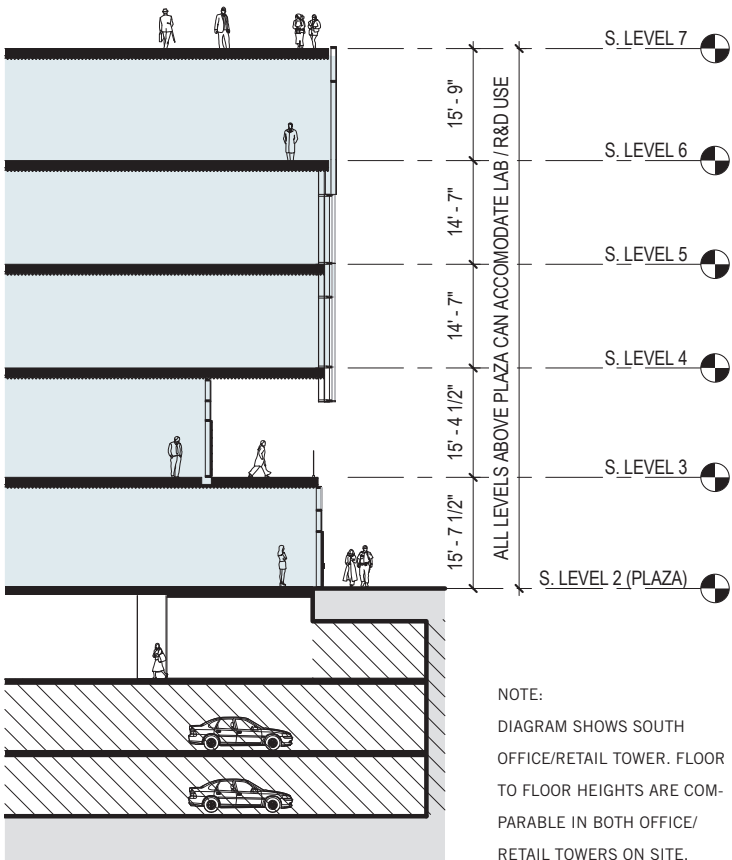 S. LEVEL 7
15' - 9"
S. LEVEL 6
14' - 7"
S. LEVEL 5
14' - 7"
S. LEVEL 4
15' - 4 1/2"
S. LEVEL 3
15' - 7 1/2"
S. LEVEL 2 (PLAZA)
ALL LEVELS ABOVE PLAZA CAN ACCOMODATE LAB / R&D USE
NOTE:
DIAGRAM SHOWS SOUTH
OFFICE/RETAIL TOWER. FLOOR
TO FLOOR HEIGHTS ARE COM-
PARABLE IN BOTH OFFICE/
RETAIL TOWERS ON SITE.